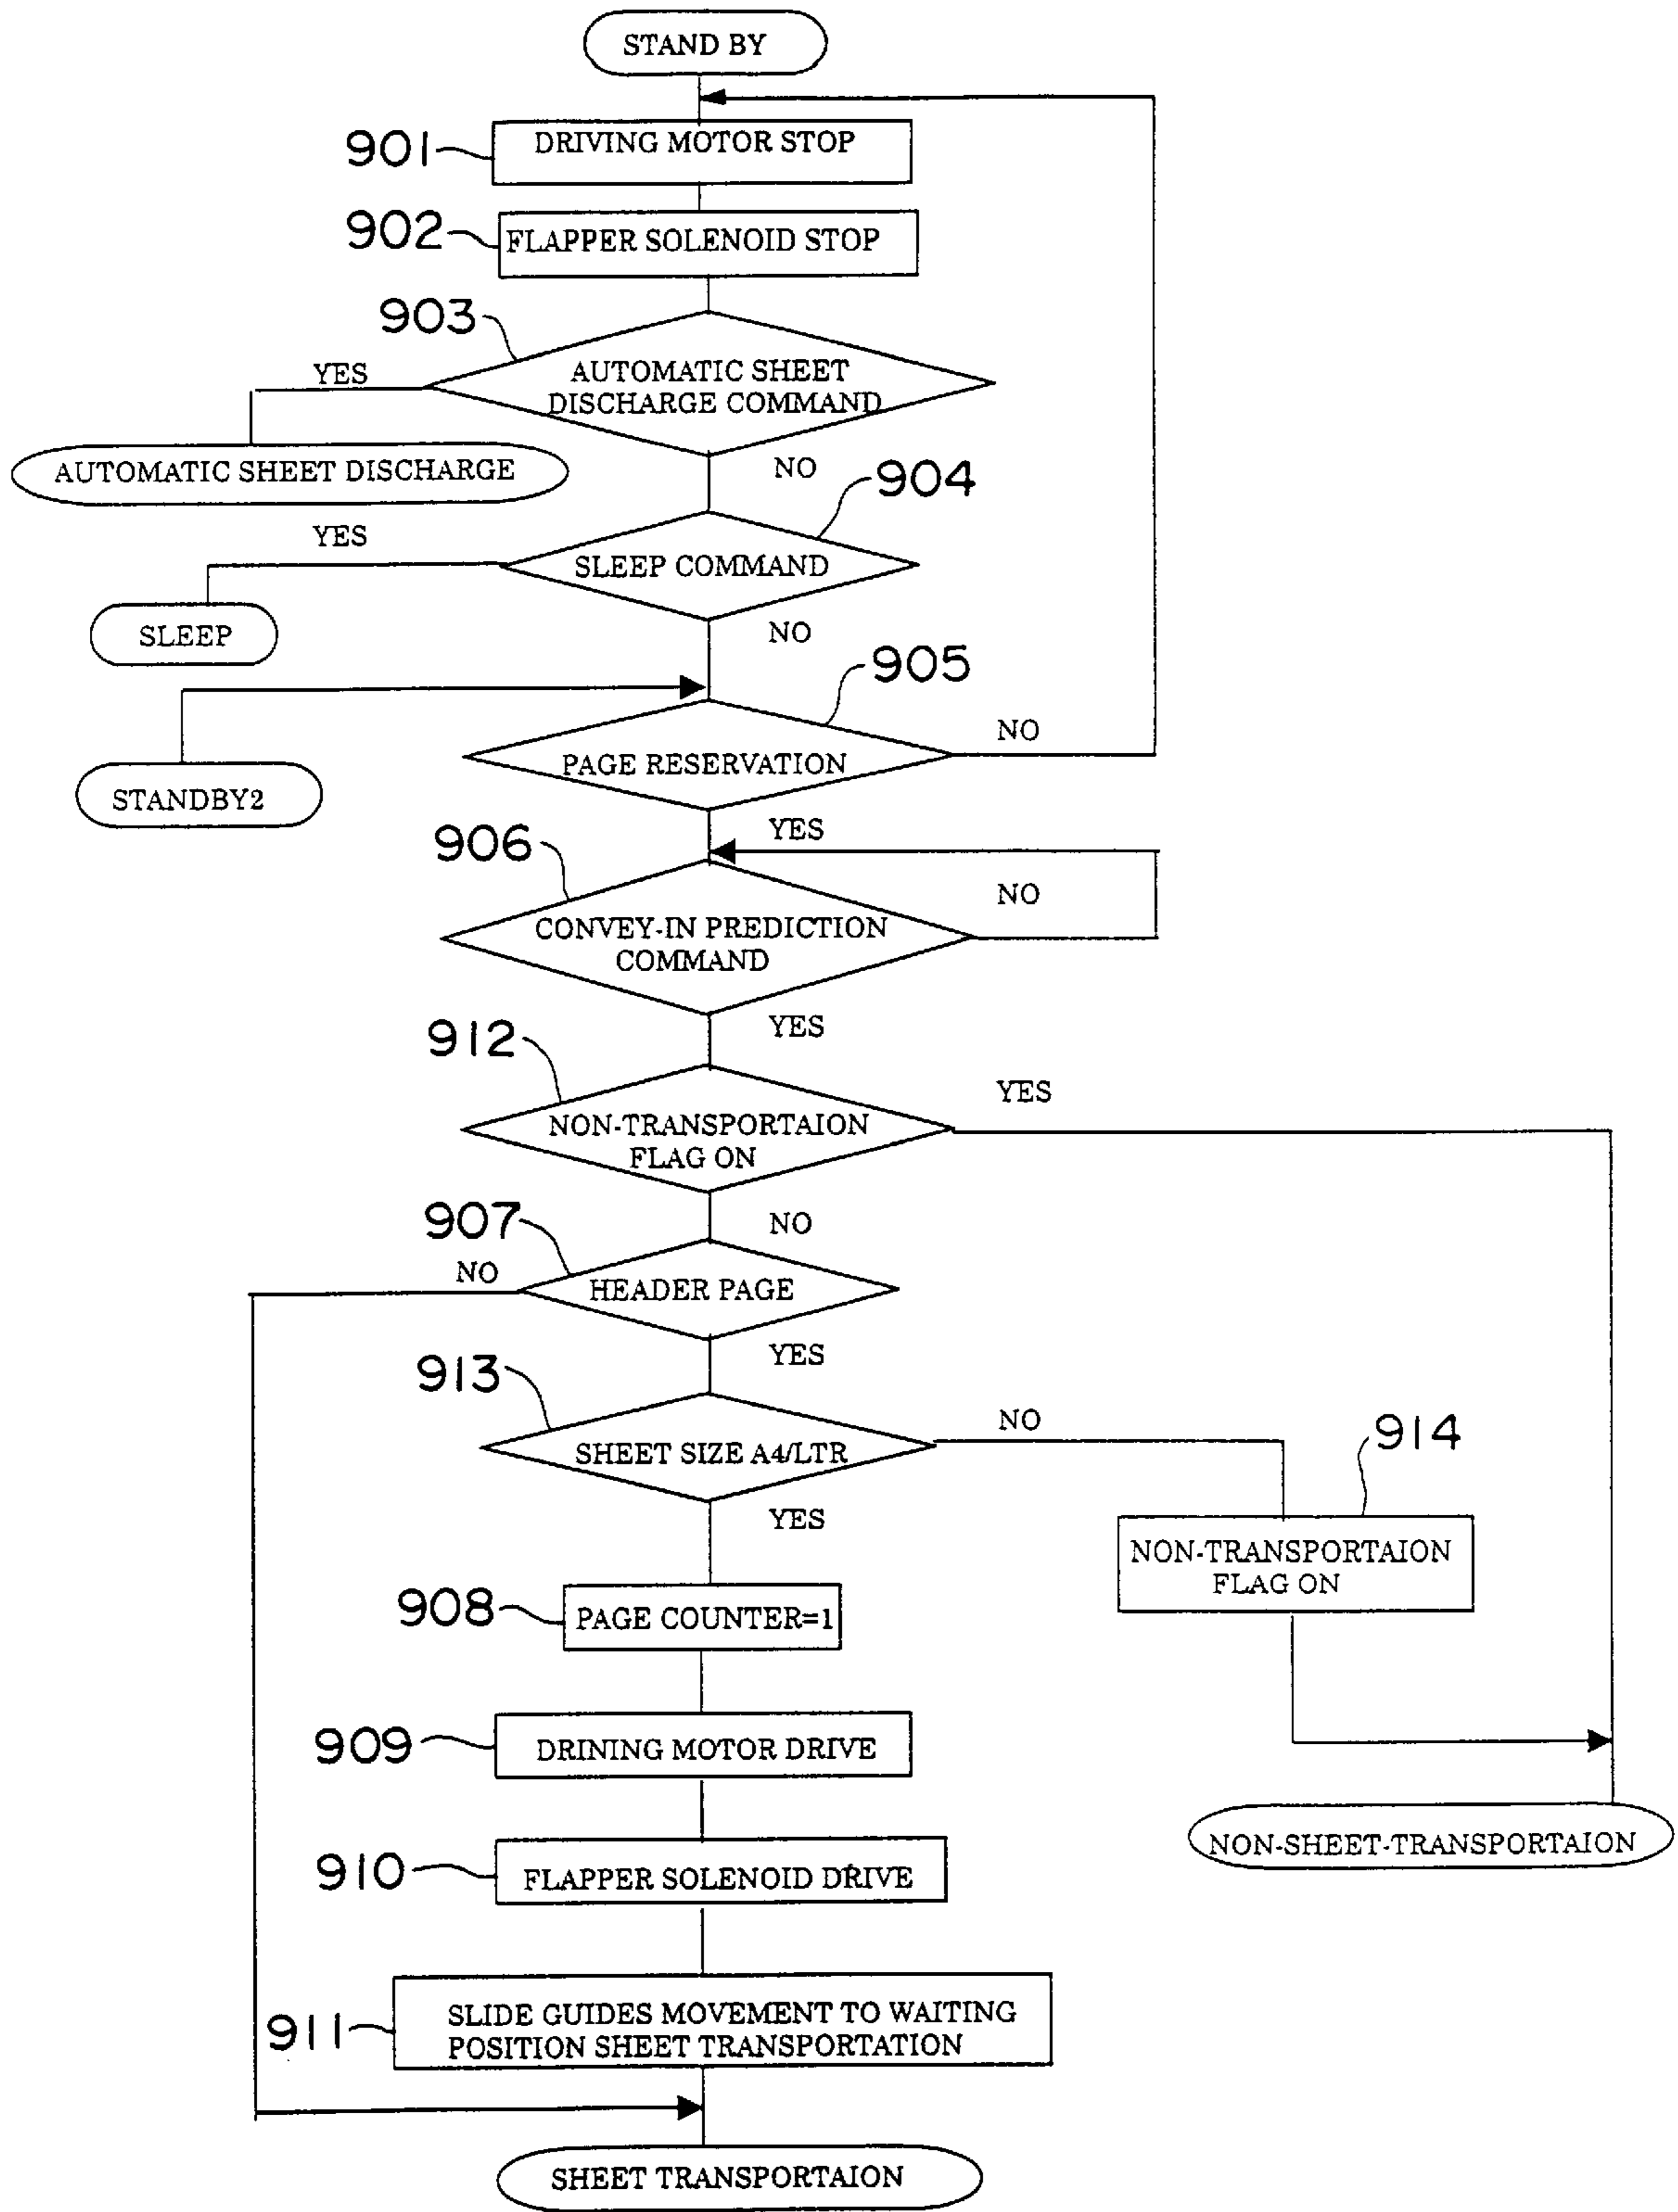 STAND BY
901
DRIVING MOTOR STOP
902
FLAPPER SOLENOID STOP
903
YES
AUTOMATIC SHEET
DISCHARGE COMMAND
AUTOMATIC SHEET DISCHARGE
NO
904
YES
SLEEP COMMAND
SLEEP
NO
905
NO
PAGE RESERVATION
STANDBY2
YES
906
NO
CONVEY-IN PREDICTION
COMMAND
YES
912
YES
NON-TRANSPORTAION
FLAG ON
907
NO
NO
HEADER PAGE
YES
913
NO
SHEET SIZE A4/LTR
914
YES
NON-TRANSPORTAION
FLAG ON
908
PAGE COUNTER=1
909
DRINING MOTOR DRIVE
NON-SHEET-TRANSPORTAION
910
FLAPPER SOLENOID DRIVE
911
SLIDE GUIDES MOVEMENT TO WAITING
POSITION SHEET TRANSPORTATION
SHEET TRANSPORTAION